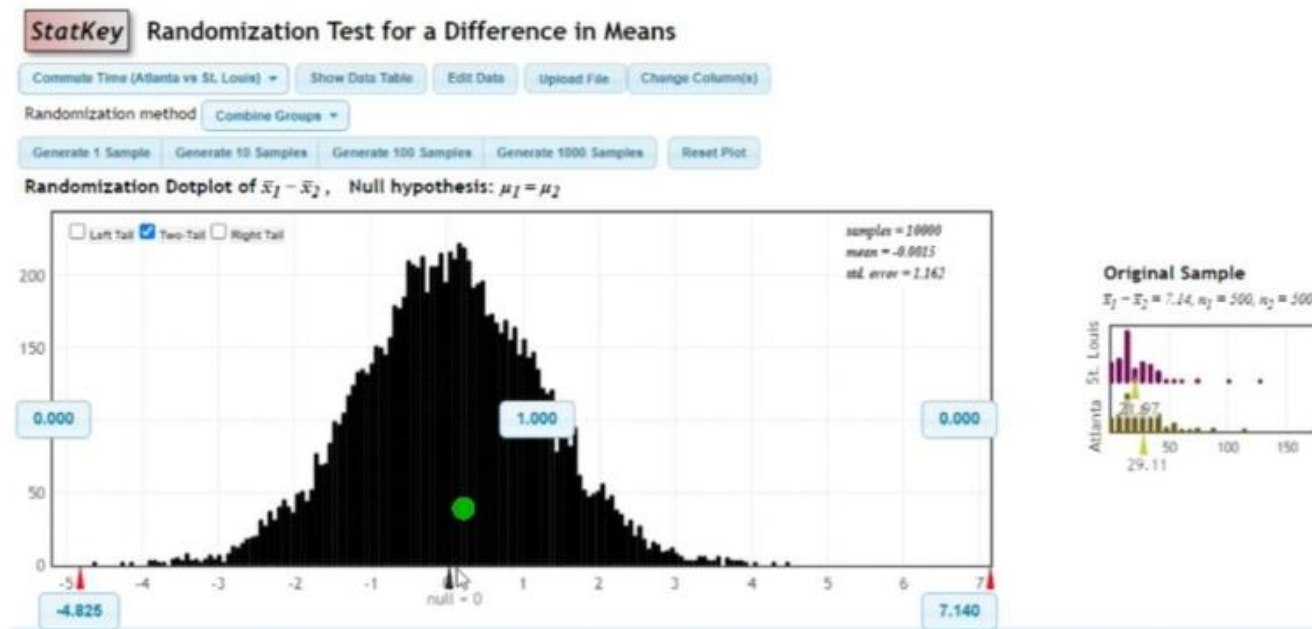 StatKey Randomization Test for a Difference in Means
Commute Time (Atlanta vs St. Louis) Show Data Table Edit Data Upload File Change Column(s)
Randomization method Combine Groups
Generate 1 Sample Generate 10 Samples Generate 100 Samples Generate 1000 Samples Reset Plot
Randomization Dotplot of x̄₁ − x̄₂ , Null hypothesis: μ₁ = μ₂
Left Tail Two-Tail Right Tail
samples = 10000
mean = -0.0015
std. error = 1.162
200
150
50
0
0.000 1.000 0.000
-5 -4 -3 -2 -1 1 2 3 4 5 6 7
null = 0
-4.825 7.140
Original Sample
x̄₁ − x̄₂ = 7.14, n₁ = 500, n₂ = 500
St. Louis
Atlanta
50 100 150
29.11